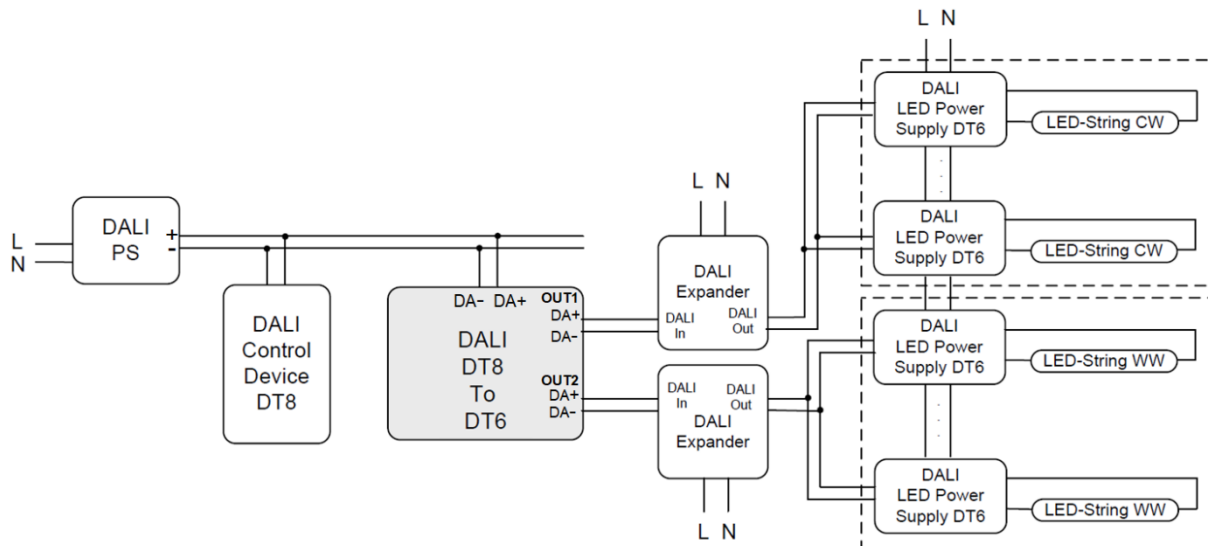 L N
DALI
LED Power
Supply DT6
LED-String CW
DALI
LED Power
Supply DT6
LED-String CW
L N
L
N
DALI
PS
+
-
DALI
Control
Device
DT8
DA- DA+
OUT1
DA+
DA-
DALI
DT8
To
DT6
OUT2
DA+
DA-
DALI
Expander
DALI
In
DALI
Out
DALI
In
DALI
Out
DALI
Expander
L N
DALI
LED Power
Supply DT6
LED-String WW
DALI
LED Power
Supply DT6
LED-String WW